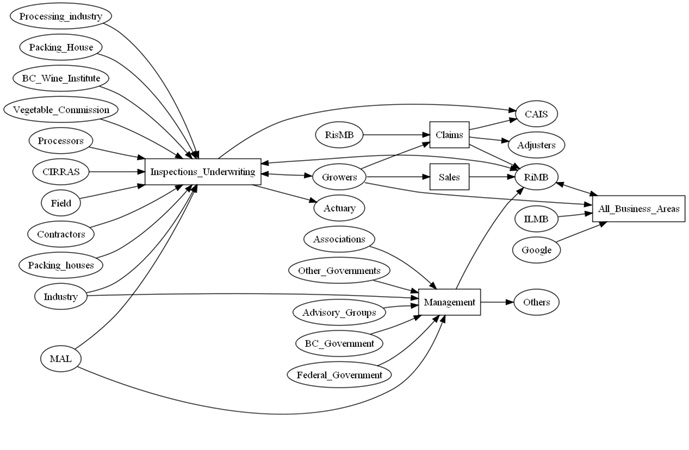 Processing_industry
Packing_House
BC_Wine_Institute
Vegetable_Commission
Processors
CIRRAS
Field
Contractors
Packing_houses
Industry
MAL
Inspections_Underwriting
RisMB
Growers
Actuary
Associations
Other_Governments
Advisory_Groups
BC_Government
Federal_Government
Claims
Sales
Management
CAIS
Adjusters
RiMB
ILMB
Google
Others
All_Business_Areas